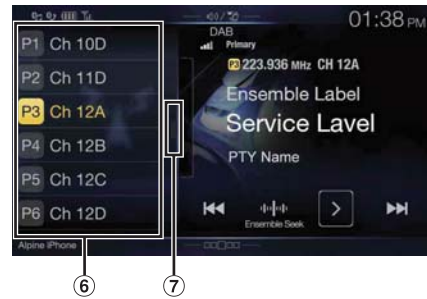 01:38 PM
DAB
Primary
P1 Ch 10D
P2 Ch 11D
P3 Ch 12A
P4 Ch 12B
P5 Ch 12C
P6 Ch 12D
P3 223.936 MHz CH 12A
Ensemble Label
Service Lavel
PTY Name
Ensemble Seek
Alpine iPhone
6 7